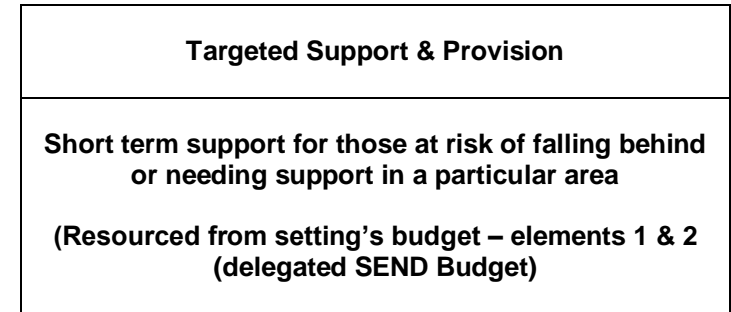 Targeted Support & Provision
Short term support for those at risk of falling behind
or needing support in a particular area
(Resourced from setting’s budget – elements 1 & 2
(delegated SEND Budget)